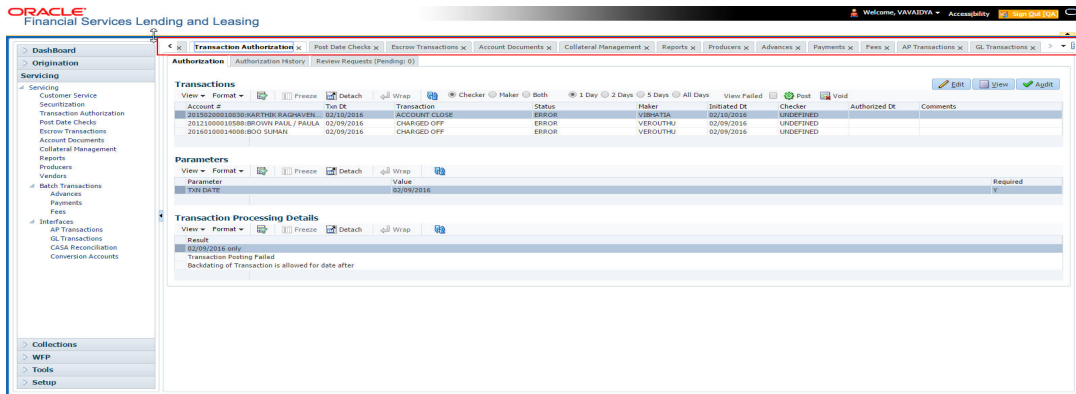 ORACLE
Financial Services Lending and Leasing
Welcome, VAVAIDYA Accessibility Sign Out [QA]
DashBoard
Origination
Servicing
Servicing
Customer Service
Securitization
Transaction Authorization
Post Date Checks
Escrow Transactions
Account Documents
Collateral Management
Reports
Producers
Vendors
Batch Transactions
Advances
Payments
Fees
Interfaces
AP Transactions
GL Transactions
CASA Reconciliation
Conversion Accounts
Collections
WFP
Tools
Setup
Transaction Authorization x Post Date Checks x Escrow Transactions x Account Documents x Collateral Management x Reports x Producers x Advances x Payments x Fees x AP Transactions x GL Transactions x
Authorization Authorization History Review Requests (Pending: 0)
Transactions
Edit View Audit
View Format Freeze Detach Wrap Checker Maker Both 1 Day 2 Days 5 Days All Days View Failed Post Void
Account # Txn Dt Transaction Status Maker Initiated Dt Checker Authorized Dt Comments
20150200010030:KARTHIK RAGHAVEN... 02/10/2016 ACCOUNT CLOSE ERROR VIBHATIA 02/10/2016 UNDEFINED
20121000010588:BROWN PAUL / PAULA 02/09/2016 CHARGED OFF ERROR VEROUTHU 02/09/2016 UNDEFINED
20160100014008:BOO SUMAN 02/09/2016 CHARGED OFF ERROR VEROUTHU 02/09/2016 UNDEFINED
Parameters
View Format Freeze Detach Wrap
Parameter Value Required
TXN DATE 02/09/2016 Y
Transaction Processing Details
View Format Freeze Detach Wrap
Result
02/09/2016 only
Transaction Posting Failed
Backdating of Transaction is allowed for date after